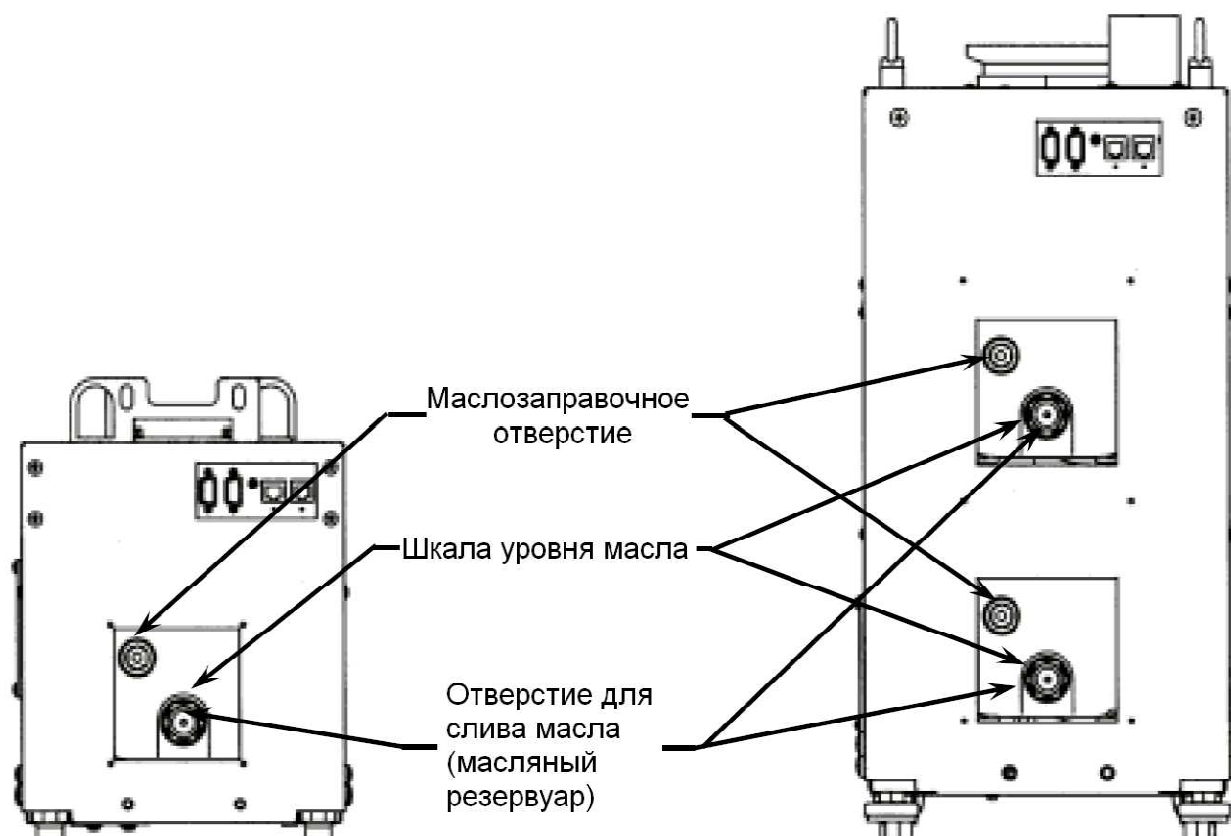 Маслозаправочное
отверстие
Шкала уровня масла
Отверстие для
слива масла
(масляный
резервуар)